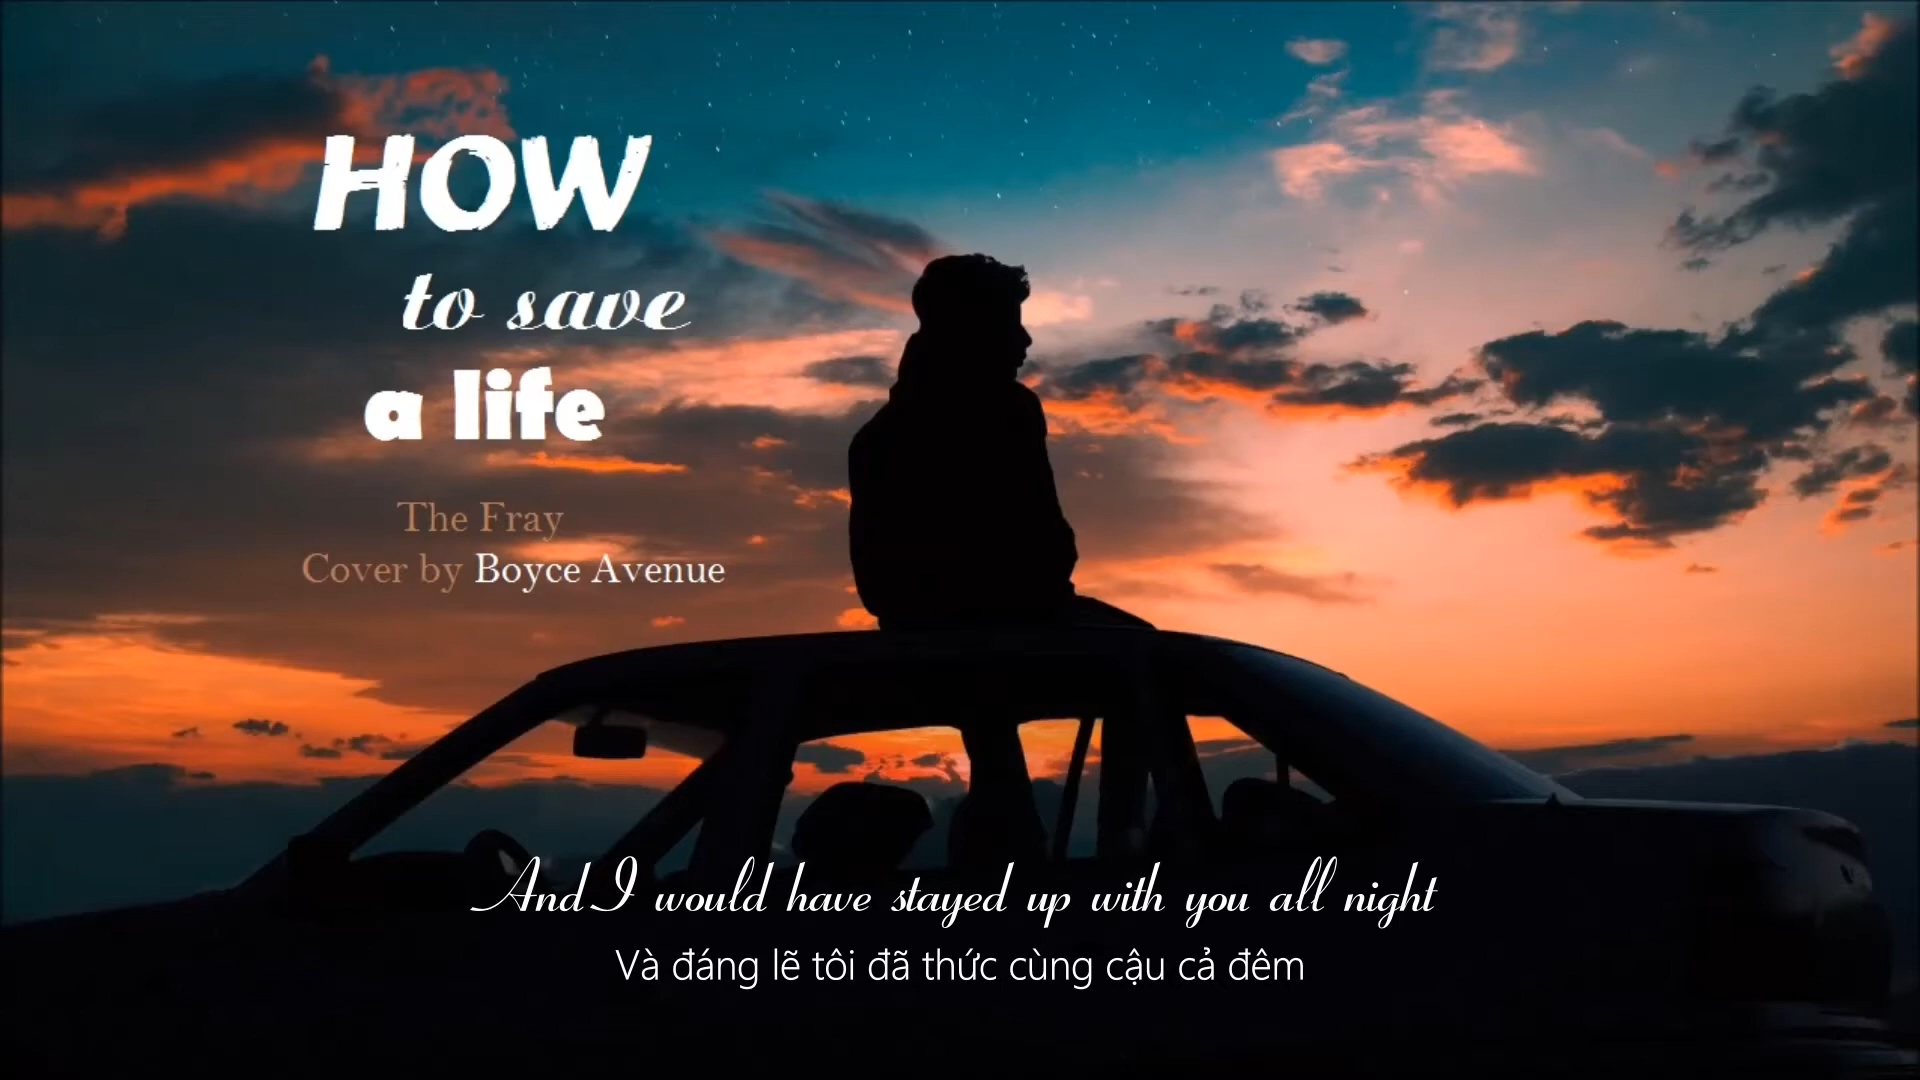 HOW
to save
a life
The Fray
Cover by Boyce Avenue
And I would have stayed up with you all night
Và đáng lẽ tôi đã thức cùng cậu cả đêm